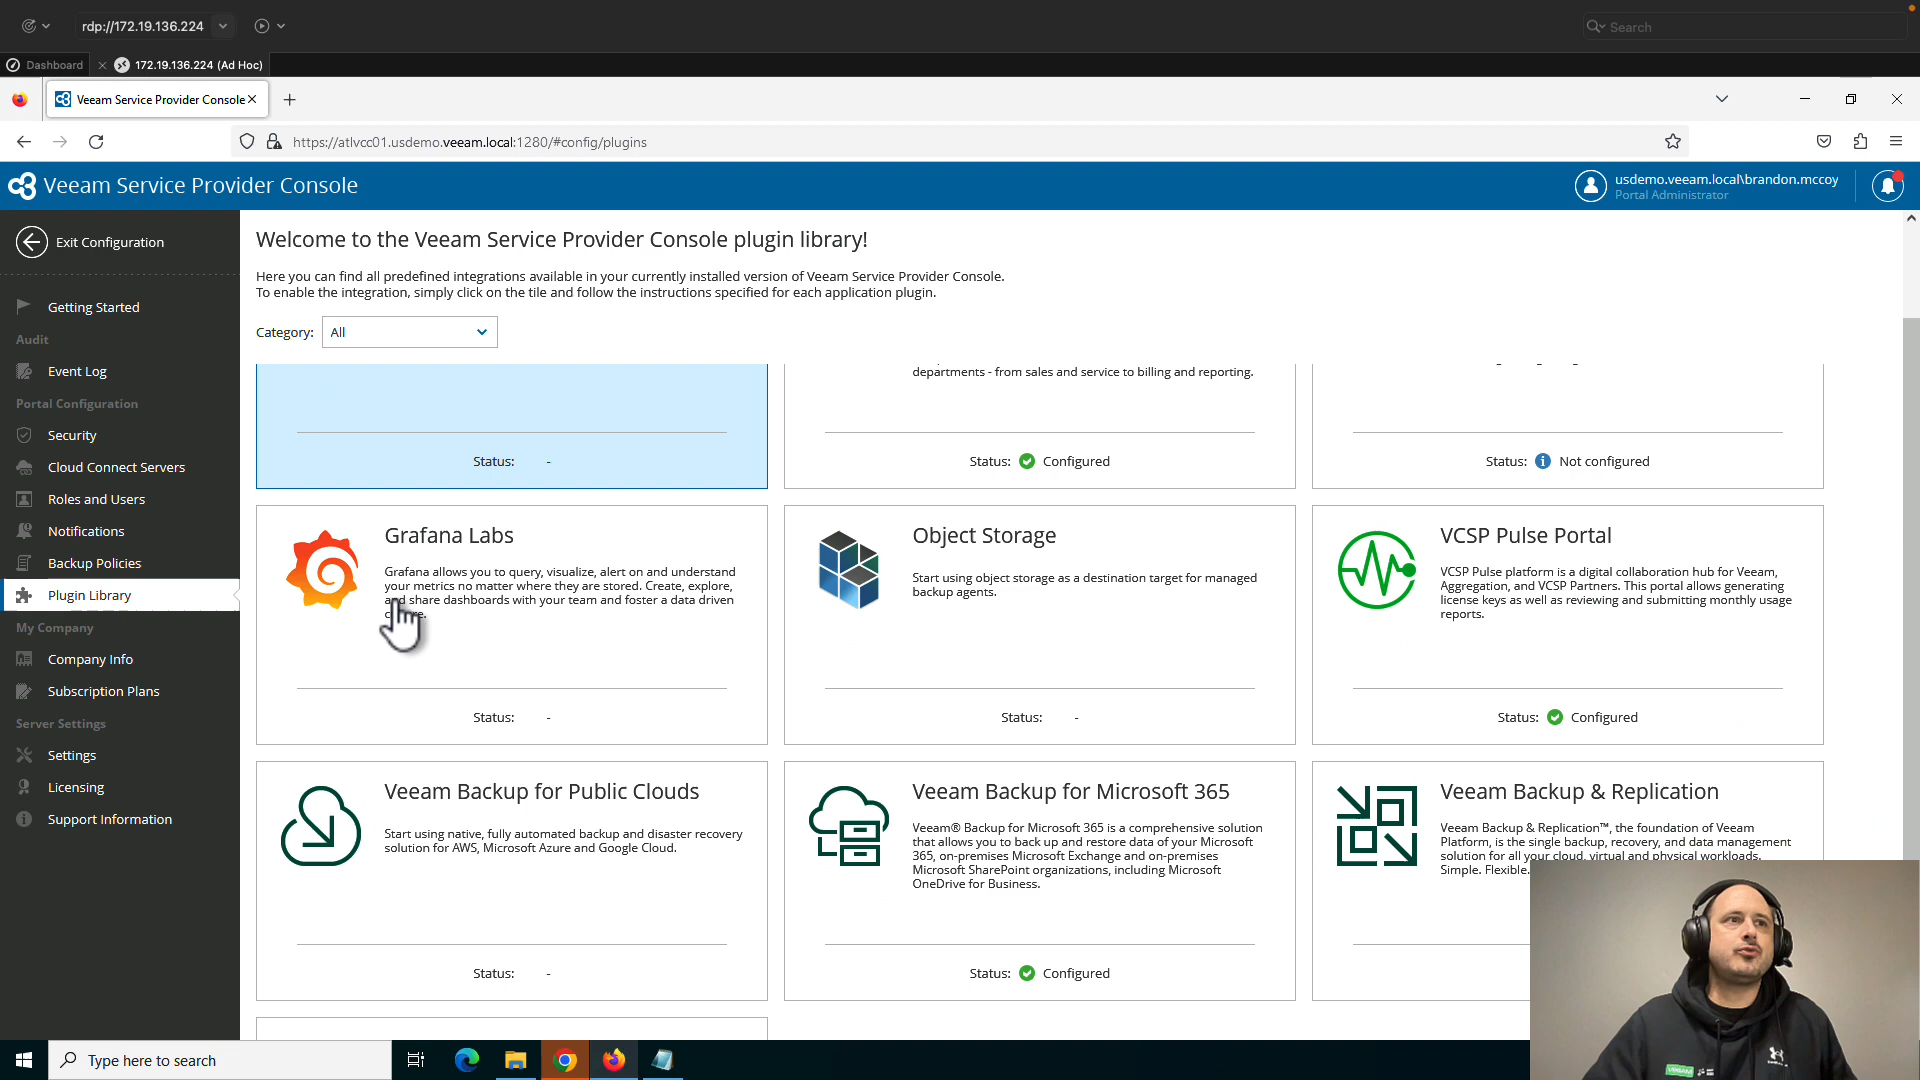 rdp://172.19.136.224
Search
Dashboard
172.19.136.224 (Ad Hoc)
Veeam Service Provider Console
https://atlvcc01.usdemo.veeam.local:1280/#config/plugins
Veeam Service Provider Console
usdemo.veeam.local\brandon.mccoy
Portal Administrator
Exit Configuration
Getting Started
Audit
Event Log
Portal Configuration
Security
Cloud Connect Servers
Roles and Users
Notifications
Backup Policies
Plugin Library
My Company
Company Info
Subscription Plans
Server Settings
Settings
Licensing
Support Information
Welcome to the Veeam Service Provider Console plugin library!
Here you can find all predefined integrations available in your currently installed version of Veeam Service Provider Console.
To enable the integration, simply click on the tile and follow the instructions specified for each application plugin.
Category: All
Status: -
departments - from sales and service to billing and reporting.
Status: Configured
Status: Not configured
Grafana Labs
Grafana allows you to query, visualize, alert on and understand
your metrics no matter where they are stored. Create, explore,
and share dashboards with your team and foster a data driven
Status: -
Object Storage
Start using object storage as a destination target for managed
backup agents.
Status: -
VCSP Pulse Portal
VCSP Pulse platform is a digital collaboration hub for Veeam,
Aggregation, and VCSP Partners. This portal allows generating
license keys as well as reviewing and submitting monthly usage
reports.
Status: Configured
Veeam Backup for Public Clouds
Start using native, fully automated backup and disaster recovery
solution for AWS, Microsoft Azure and Google Cloud.
Status: -
Veeam Backup for Microsoft 365
Veeam® Backup for Microsoft 365 is a comprehensive solution
that allows you to back up and restore data of your Microsoft
365, on-premises Microsoft Exchange and on-premises
Microsoft SharePoint organizations, including Microsoft
OneDrive for Business.
Status: Configured
Veeam Backup & Replication
Veeam Backup & Replication™, the foundation of Veeam
Platform, is the single backup, recovery, and data management
solution for all your cloud, virtual and physical workloads.
Simple. Flexible.
Type here to search